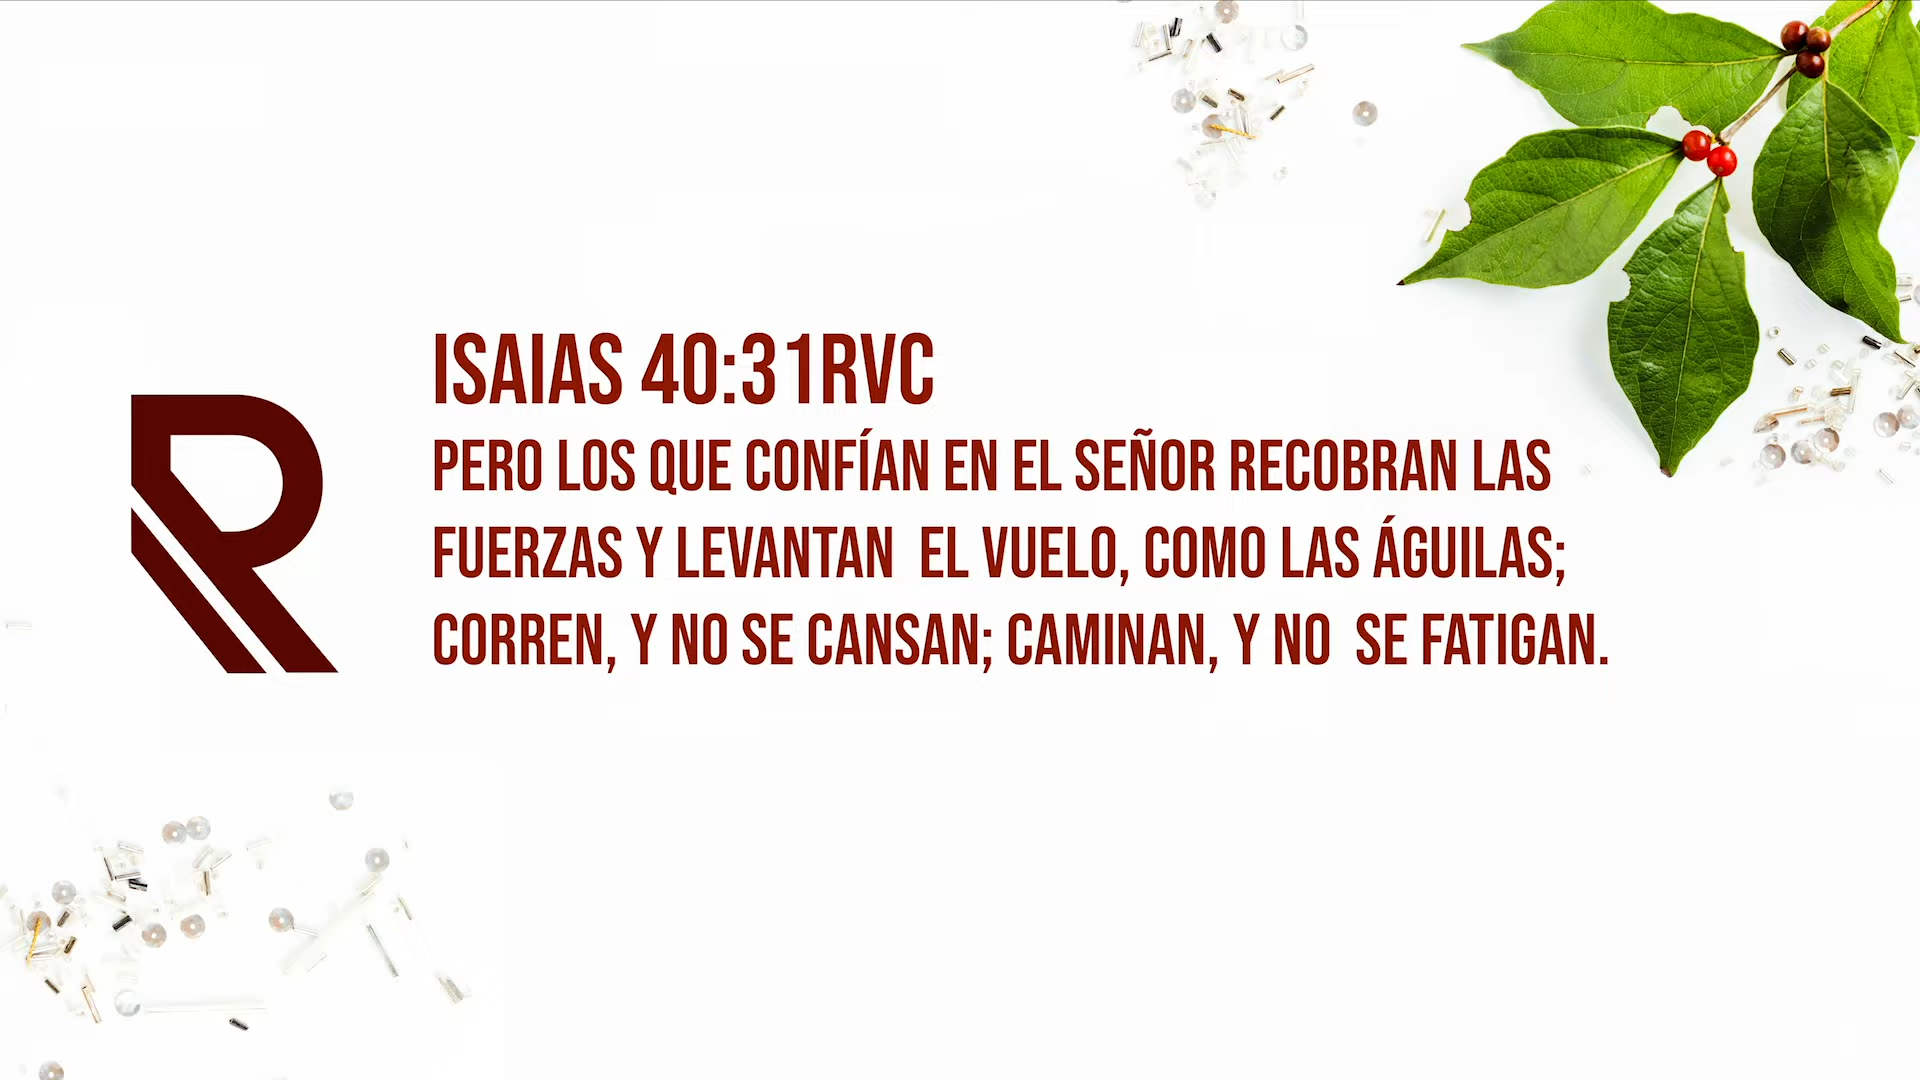 ISAIAS 40:31RVC
PERO LOS QUE CONFÍAN EN EL SEÑOR RECOBRAN LAS
FUERZAS Y LEVANTAN  EL VUELO, COMO LAS ÁGUILAS;
CORREN, Y NO SE CANSAN; CAMINAN, Y NO  SE FATIGAN.